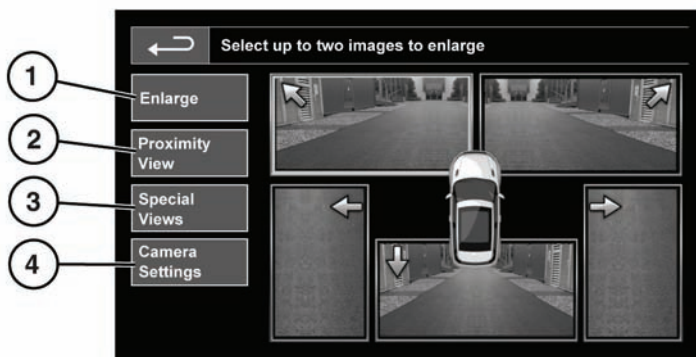 Select up to two images to enlarge
1
Enlarge
2
Proximity
View
3
Special
Views
4
Camera
Settings